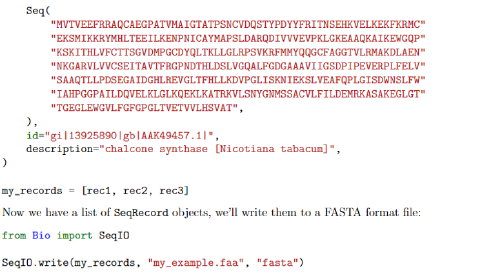 Seq(
"MVTVEEFRRAQCAEGPATVMAIGTATPSNCVDQSTYPDYYFRITNSEHKVELKEKFKRMC"
"EKSMIKKRYMHLTEEILKENPNICAYMAPSLDARQDIVVVEVPKLGKEAAQKAIKEWGQP"
"KSKITHLVFCTTSGVDMPGCDYQLTKLLGLRPSVKRFMMYQQGCFAGGTVLRMAKDLAEN"
"NKGARVLVVCSEITAVTFRGPNDTHLDSLVGQALFGDGAAAVIIGSDPIPEVERPLFELV"
"SAAQTLLPDSEGAIDGHLREVGLTFHLLKDVPGLISKNIEKSLVEAFQPLGISDWNSLFW"
"IAHPGGPAILDQVELKLGLKQEKLKATRKVLSNYGNMSSACVLFILDEMRKASAKEGLGT"
"TGEGLEWGVLFGFGPGLTVETVVLHSVAT",
),
id="gi|13925890|gb|AAK49457.1|",
description="chalcone synthase [Nicotiana tabacum]",
)
my_records = [rec1, rec2, rec3]
Now we have a list of SeqRecord objects, we'll write them to a FASTA format file:
from Bio import SeqIO
SeqIO.write(my_records, "my_example.faa", "fasta")